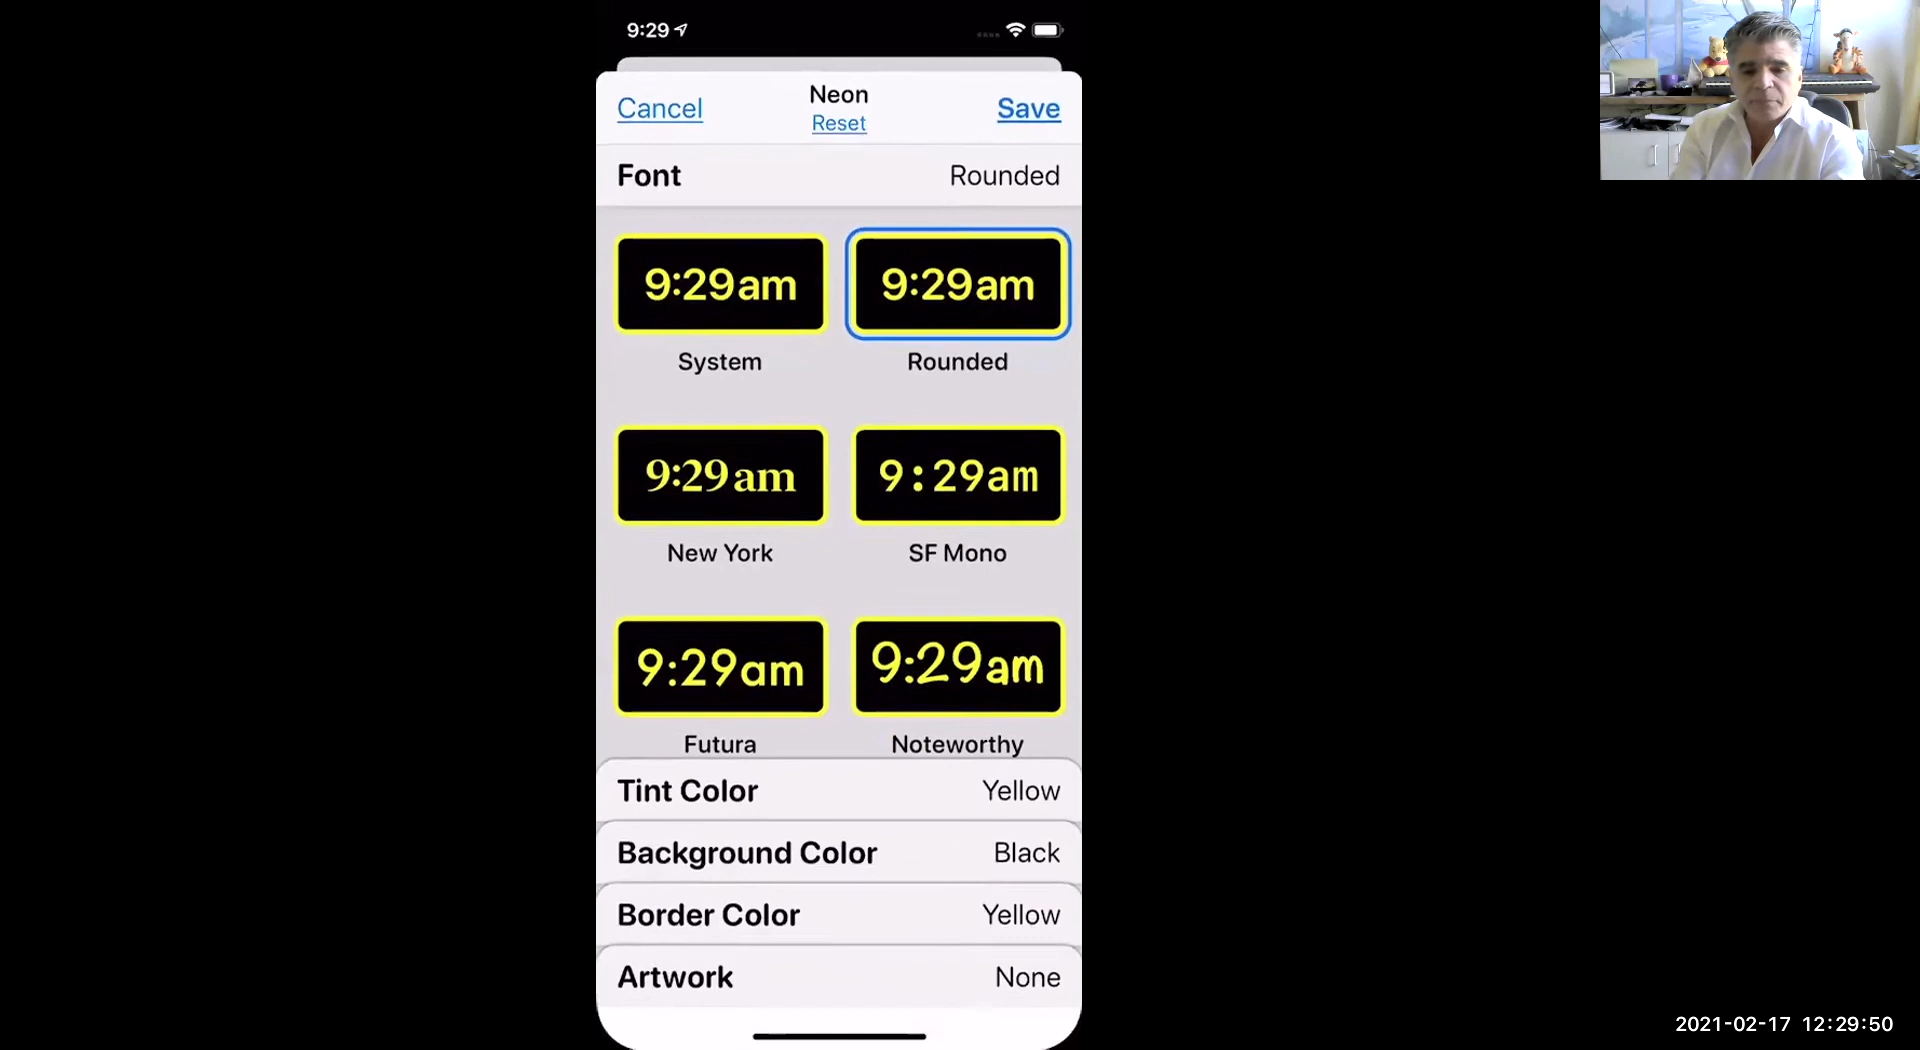 9:29
Cancel
Neon
Reset
Save
Font Rounded
9:29am 9:29am
System Rounded
9:29am 9:29am
New York SF Mono
9:29am 9:29am
Futura Noteworthy
Tint Color Yellow
Background Color Black
Border Color Yellow
Artwork None
2021-02-17 12:29:50